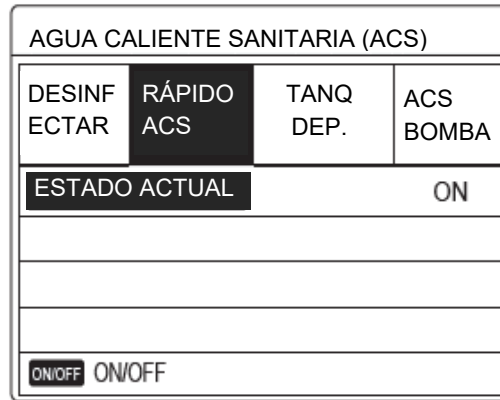 AGUA CALIENTE SANITARIA (ACS)
DESINF RÁPIDO TANQ ACS
ECTAR ACS DEP. BOMBA
ESTADO ACTUAL ON
ON/OFF ON/OFF